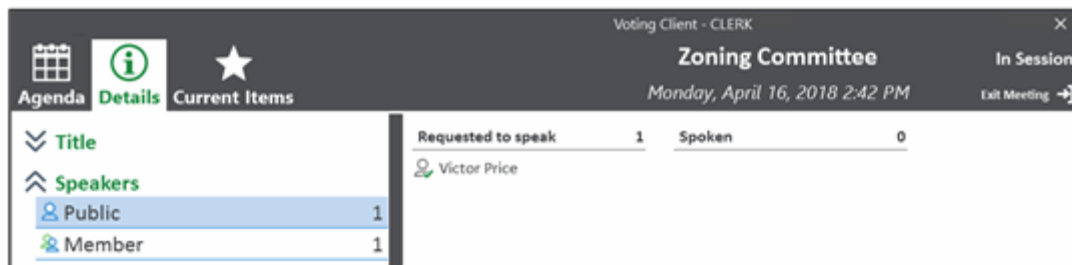 Voting Client - CLERK
Zoning Committee
In Session
Monday, April 16, 2018 2:42 PM
Exit Meeting
Agenda Details Current Items
Title
Speakers
Public 1
Member 1
Requested to speak 1 Spoken 0
Victor Price